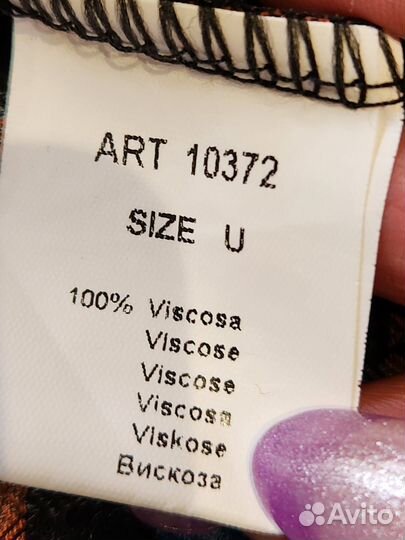 ART 10372
SIZE U
100% Viscosa
Viscose
Viscose
Viscosa
Viskose
Вискоза
Avito